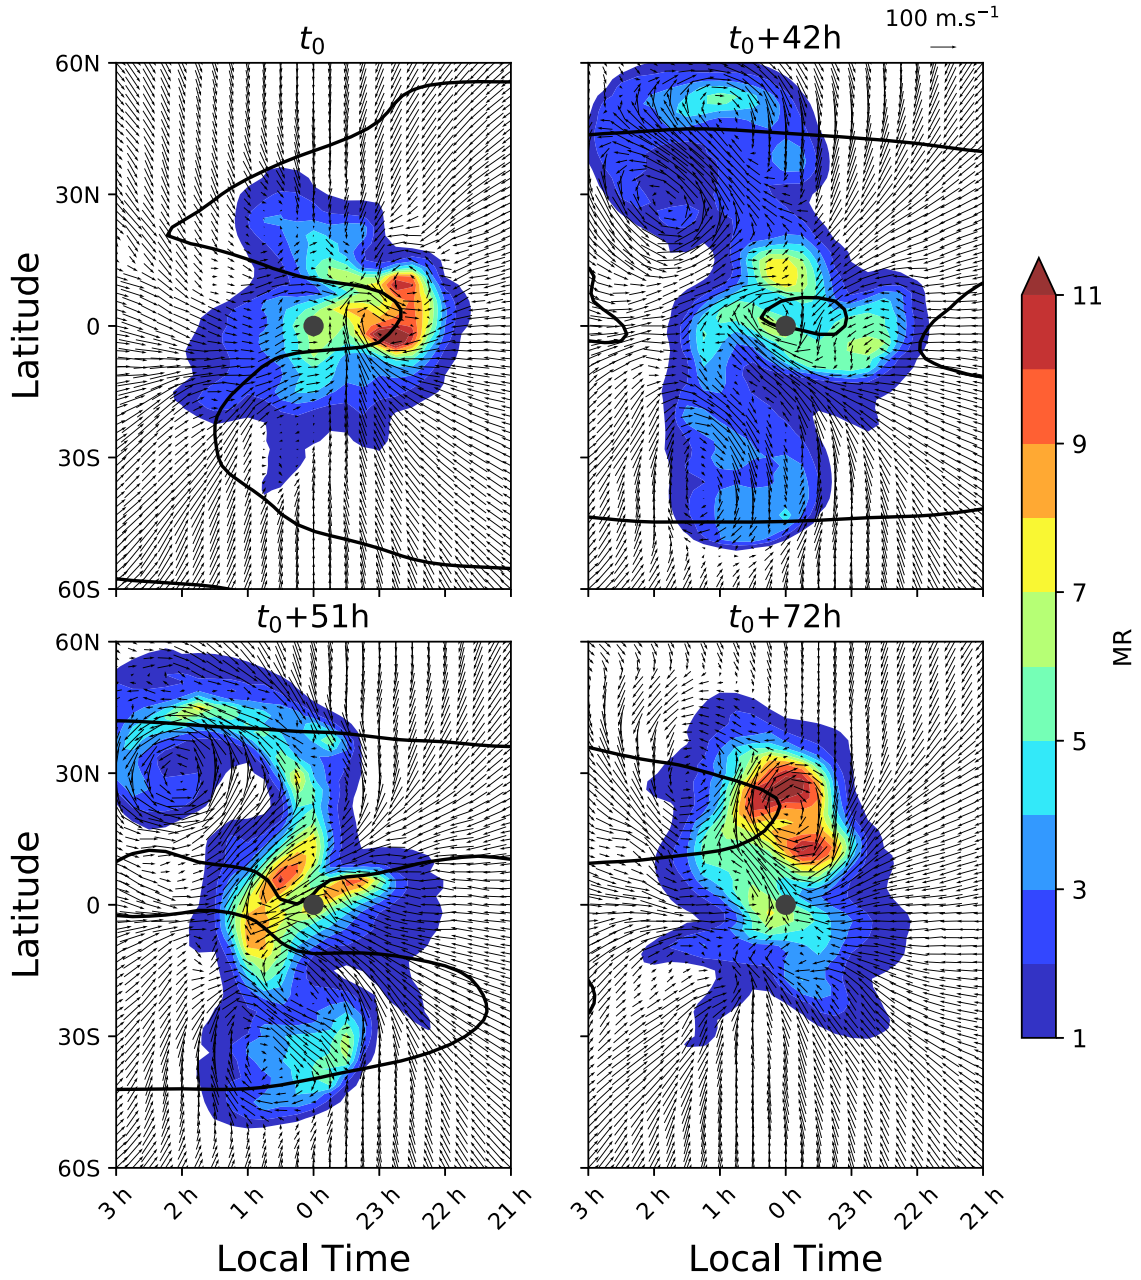 100 m.s⁻¹
t₀
t₀+42h
60N
30N
0
30S
60S
Latitude
t₀+51h
t₀+72h
60N
30N
0
30S
60S
Latitude
3 h 2 h 1 h 0 h 23 h 22 h 21 h
3 h 2 h 1 h 0 h 23 h 22 h 21 h
Local Time
Local Time
11
9
7
5
3
1
MR